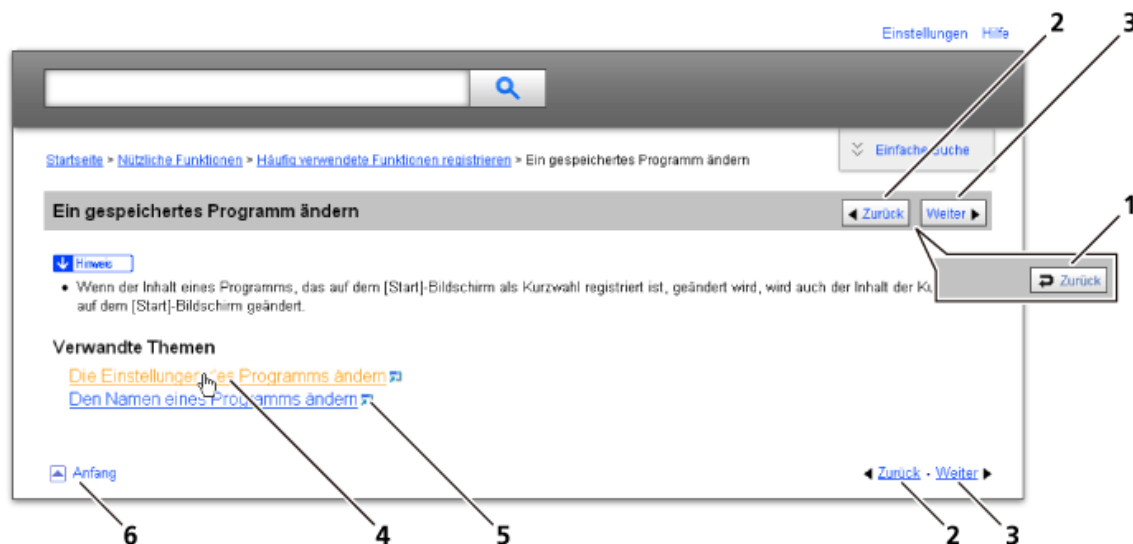 2
3
Einstellungen Hilfe
Startseite > Nützliche Funktionen > Häufig verwendete Funktionen registrieren > Ein gespeichertes Programm ändern
Einfache Suche
Ein gespeichertes Programm ändern
Zurück Weiter
1
Zurück
Hinweis
• Wenn der Inhalt eines Programms, das auf dem [Start]-Bildschirm als Kurzwahl registriert ist, geändert wird, wird auch der Inhalt der
auf dem [Start]-Bildschirm geändert.
Verwandte Themen
Die Einstellungen des Programms ändern
Den Namen eines Programms ändern
Anfang
Zurück - Weiter
6 4 5 2 3